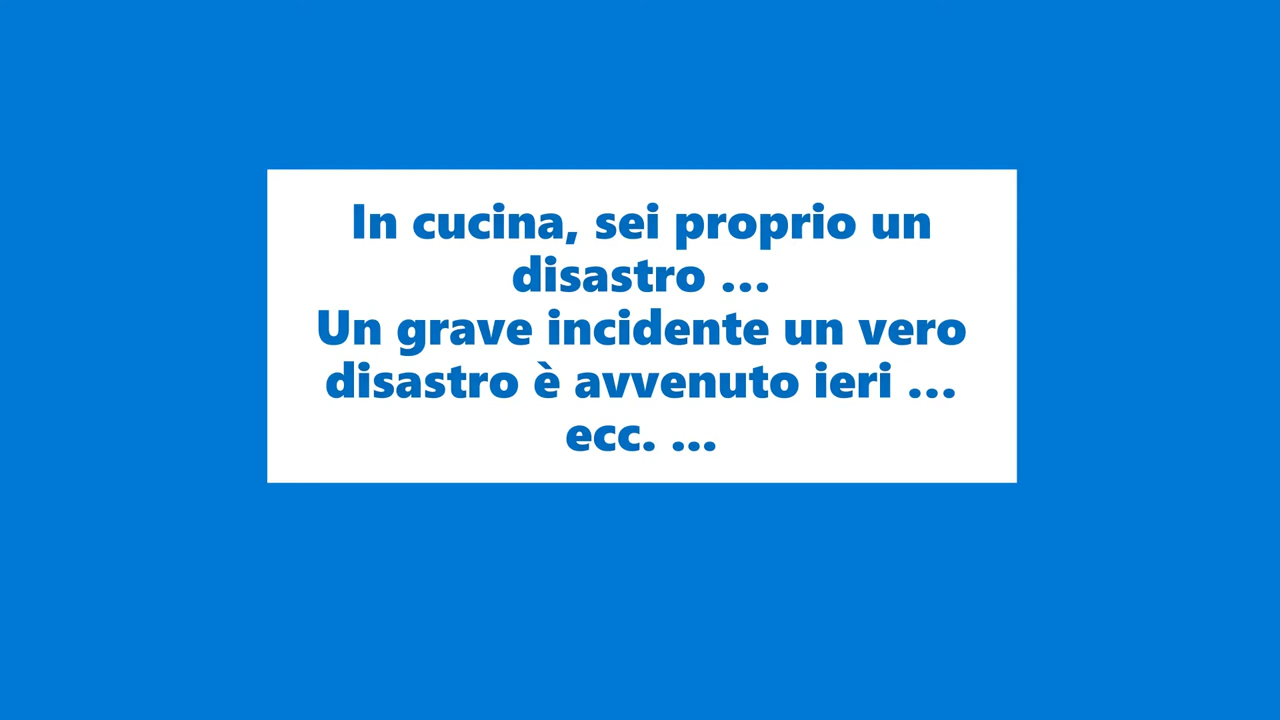 In cucina, sei proprio un
disastro ...
Un grave incidente un vero
disastro è avvenuto ieri ...
ecc. ...